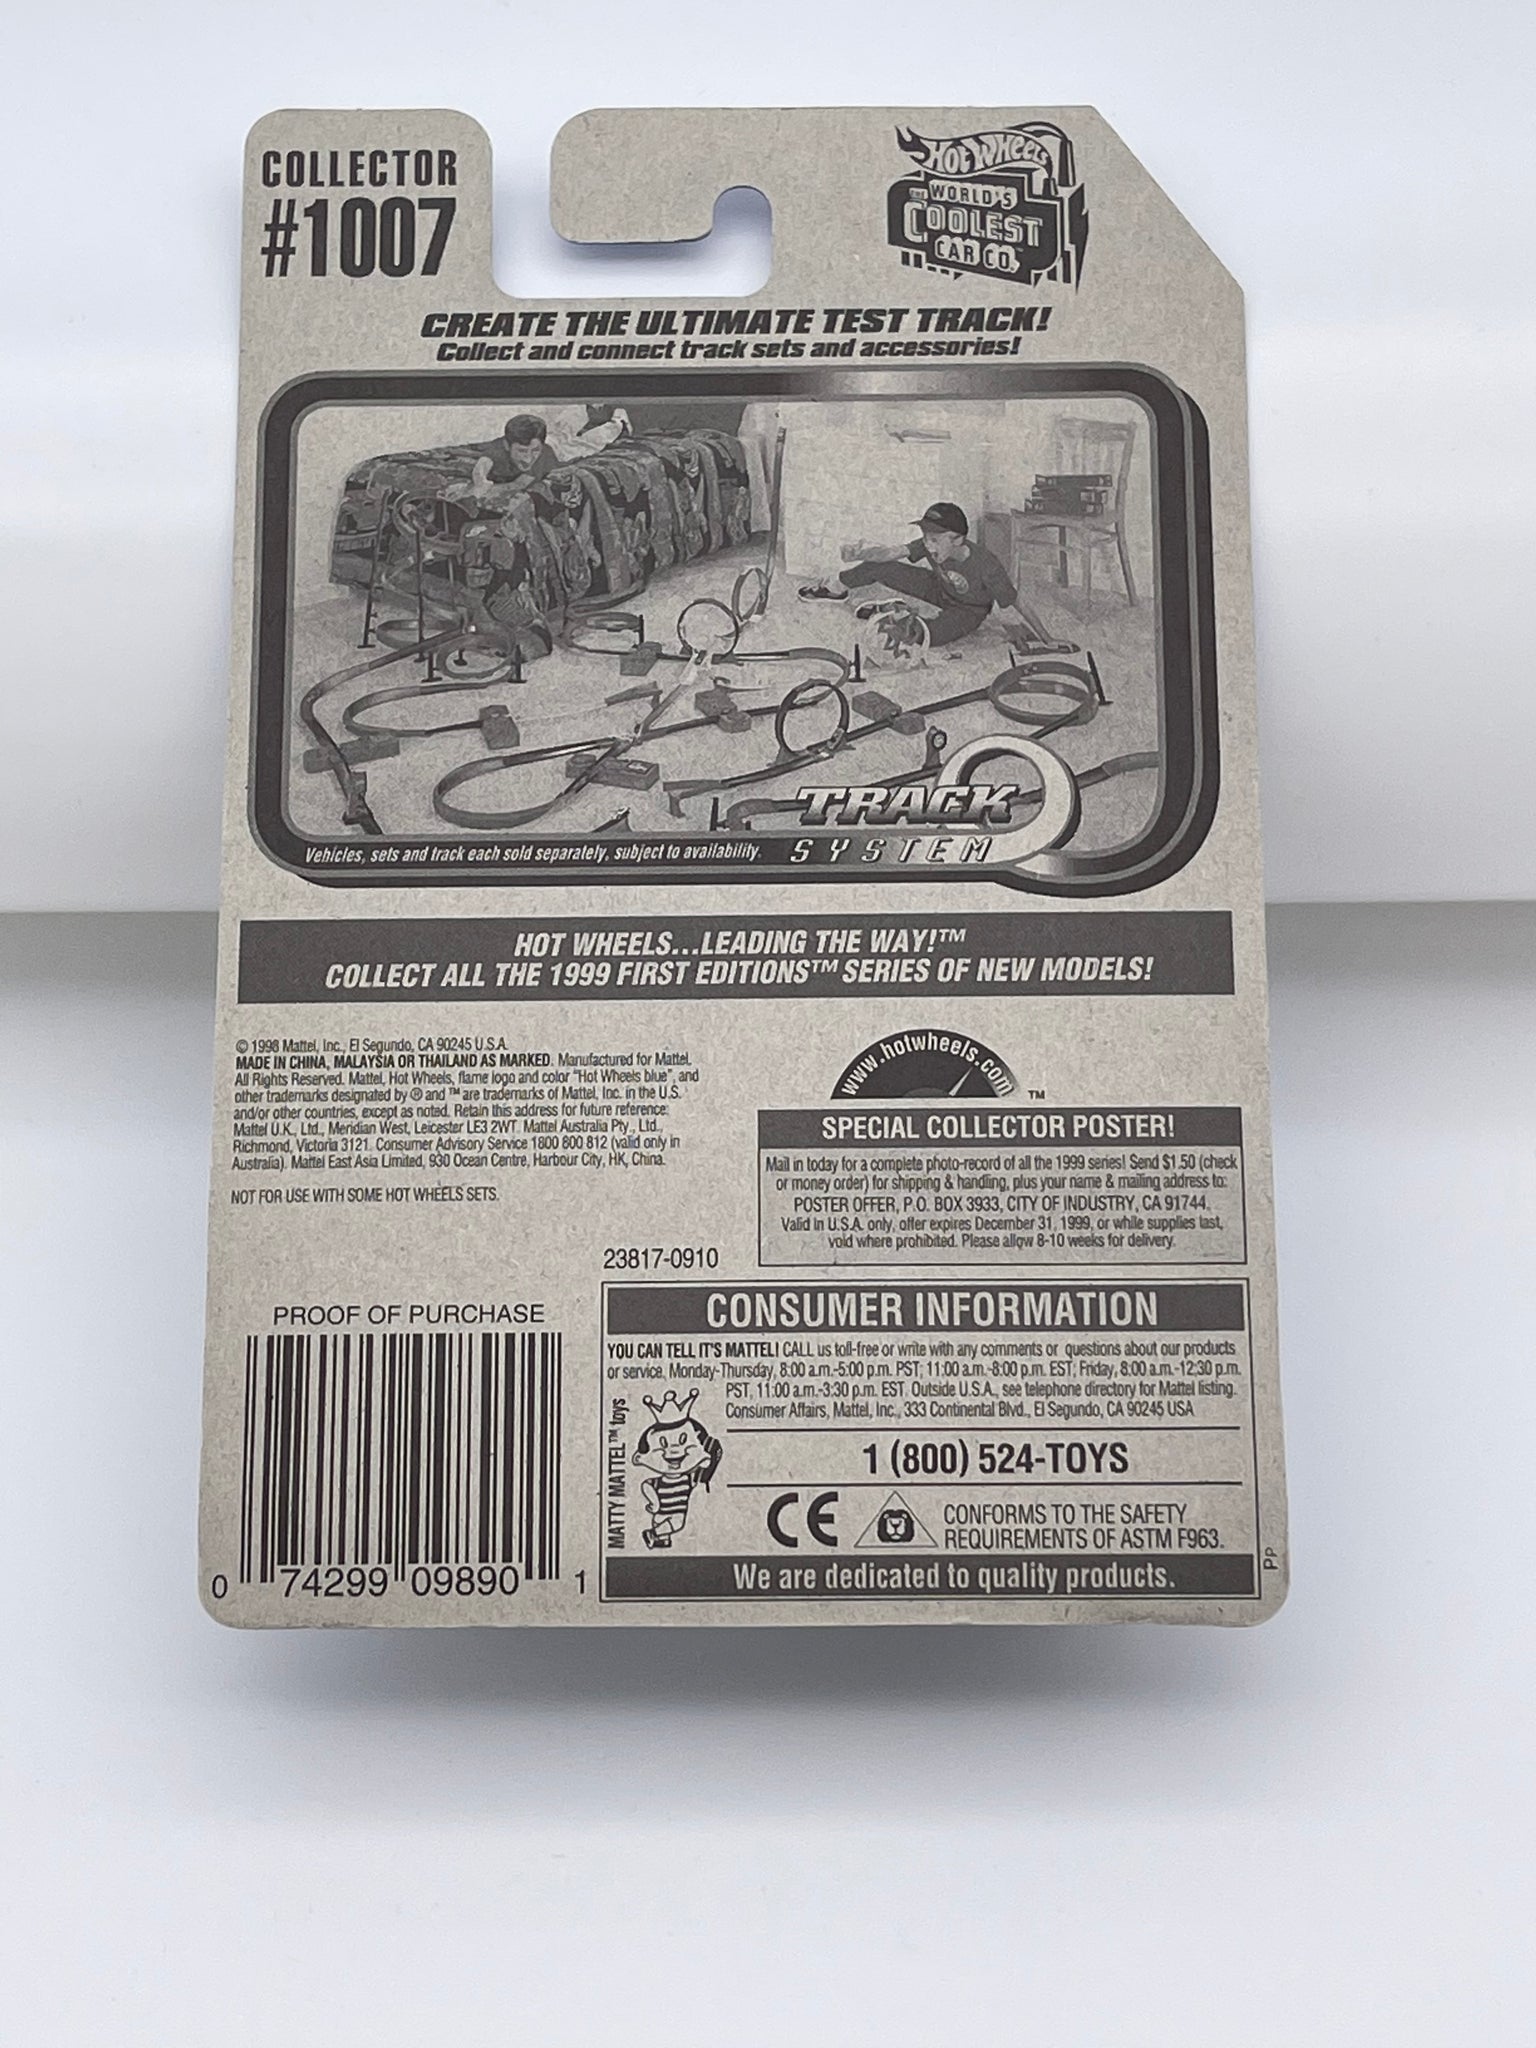 COLLECTOR
#1007
HOT WHEELS
THE WORLD'S
COOLEST
CAR CO.™
CREATE THE ULTIMATE TEST TRACK!
Collect and connect track sets and accessories!
TRACK
SYSTEM
Vehicles, sets and track each sold separately, subject to availability.
HOT WHEELS...LEADING THE WAY!™
COLLECT ALL THE 1999 FIRST EDITIONS™ SERIES OF NEW MODELS!
© 1998 Mattel, Inc., El Segundo, CA 90245 U.S.A.
MADE IN CHINA, MALAYSIA OR THAILAND AS MARKED. Manufactured for Mattel.
All Rights Reserved. Mattel, Hot Wheels, flame logo and color "Hot Wheels blue", and
other trademarks designated by ® and ™ are trademarks of Mattel, Inc. in the U.S.
and/or other countries, except as noted. Retain this address for future reference:
Mattel U.K., Ltd., Meridian West, Leicester LE3 2WT. Mattel Australia Pty., Ltd.,
Richmond, Victoria 3121. Consumer Advisory Service 1800 800 812 (valid only in
Australia). Mattel East Asia Limited, 930 Ocean Centre, Harbour City, HK, China.
NOT FOR USE WITH SOME HOT WHEELS SETS.
www.hotwheels.com ™
SPECIAL COLLECTOR POSTER!
Mail in today for a complete photo-record of all the 1999 series! Send $1.50 (check
or money order) for shipping & handling, plus your name & mailing address to:
POSTER OFFER, P.O. BOX 3933, CITY OF INDUSTRY, CA 91744.
Valid in U.S.A. only, offer expires December 31, 1999, or while supplies last,
void where prohibited. Please allow 8-10 weeks for delivery.
23817-0910
PROOF OF PURCHASE
0 74299 09890 1
CONSUMER INFORMATION
YOU CAN TELL IT'S MATTEL! CALL us toll-free or write with any comments or questions about our products
or service, Monday-Thursday, 8:00 a.m.-5:00 p.m. PST; 11:00 a.m.-8:00 p.m. EST; Friday, 8:00 a.m.-12:30 p.m.
PST, 11:00 a.m.-3:30 p.m. EST. Outside U.S.A., see telephone directory for Mattel listing.
Consumer Affairs, Mattel, Inc., 333 Continental Blvd., El Segundo, CA 90245 USA
MATTY MATTEL™ toys
1 (800) 524-TOYS
CE
CONFORMS TO THE SAFETY
REQUIREMENTS OF ASTM F963.
We are dedicated to quality products.
PP